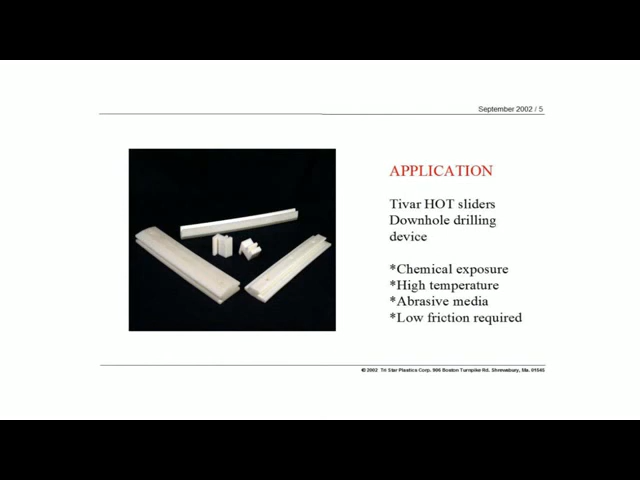 September 2002 / 5
APPLICATION
Tivar HOT sliders
Downhole drilling
device
*Chemical exposure
*High temperature
*Abrasive media
*Low friction required
© 2002 Tri Star Plastics Corp. 906 Boston Turnpike Rd. Shrewsbury, Ma. 01545